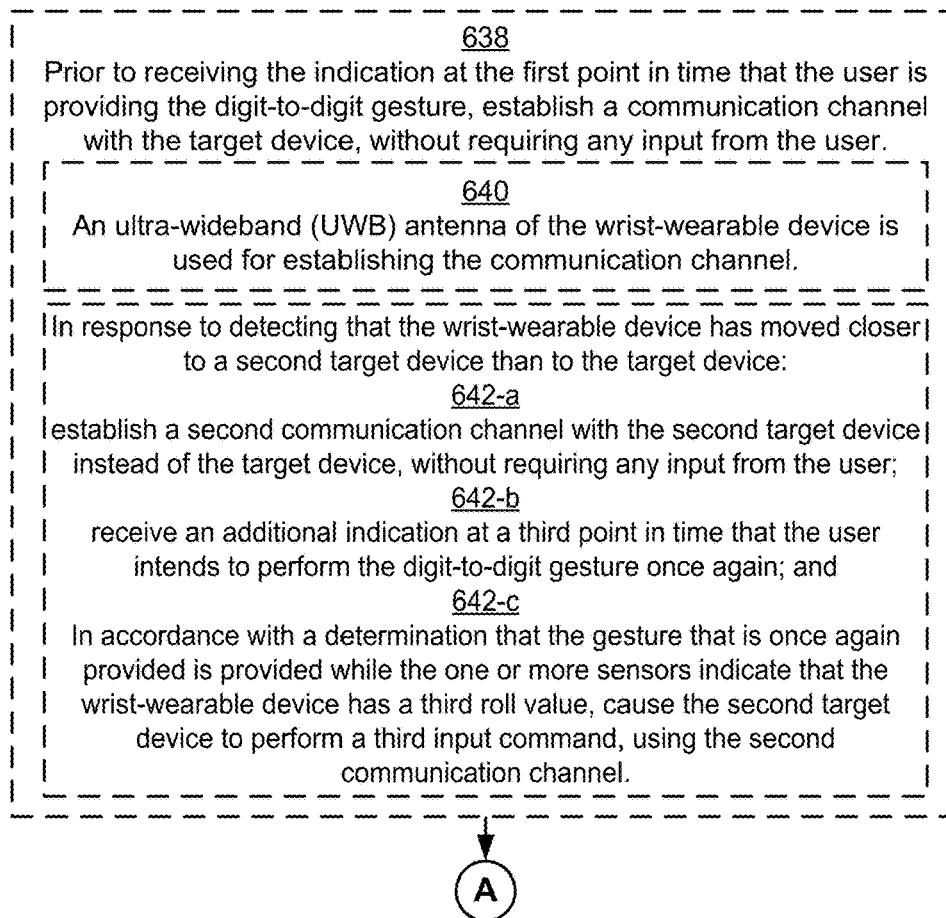 638
Prior to receiving the indication at the first point in time that the user is
providing the digit-to-digit gesture, establish a communication channel
with the target device, without requiring any input from the user.
640
An ultra-wideband (UWB) antenna of the wrist-wearable device is
used for establishing the communication channel.
In response to detecting that the wrist-wearable device has moved closer
to a second target device than to the target device:
642-a
establish a second communication channel with the second target device
instead of the target device, without requiring any input from the user;
642-b
receive an additional indication at a third point in time that the user
intends to perform the digit-to-digit gesture once again; and
642-c
In accordance with a determination that the gesture that is once again
provided is provided while the one or more sensors indicate that the
wrist-wearable device has a third roll value, cause the second target
device to perform a third input command, using the second
communication channel.
A